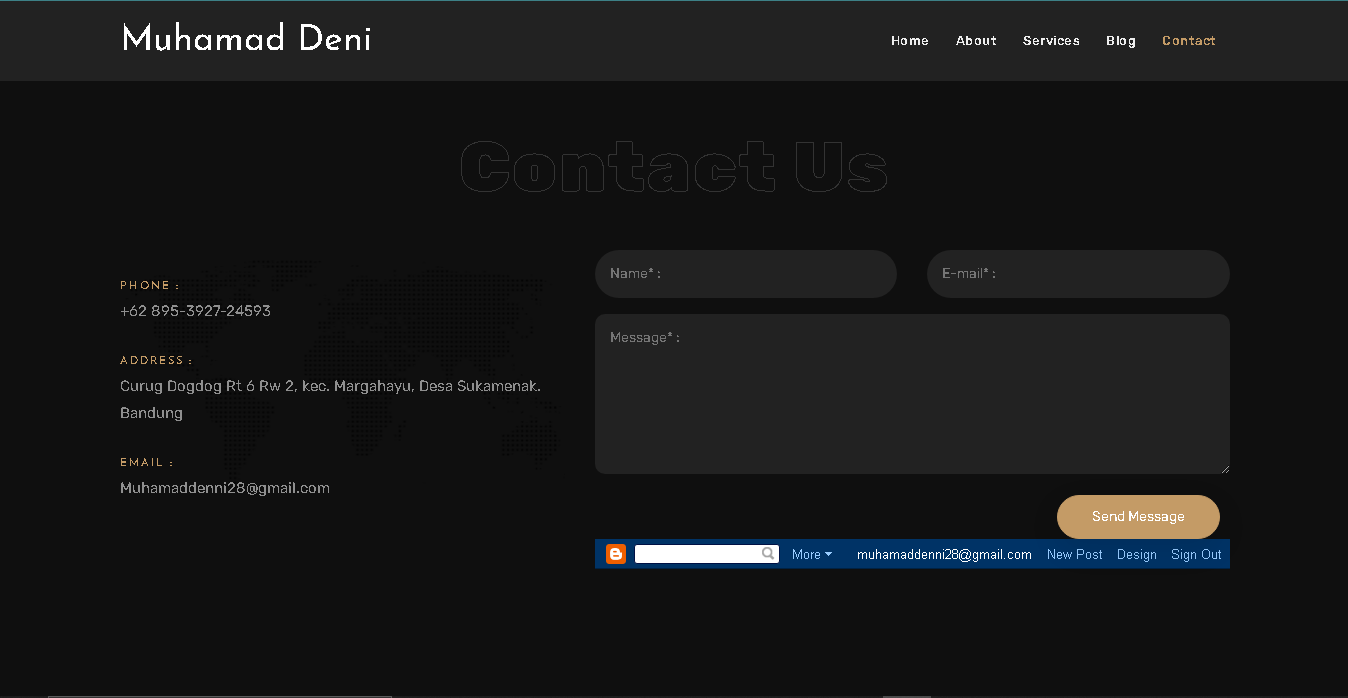 Muhamad Deni
Home About Services Blog Contact
Contact Us
PHONE :
+62 895-3927-24593
ADDRESS :
Curug Dogdog Rt 6 Rw 2, kec. Margahayu, Desa Sukamenak.
Bandung
EMAIL :
Muhamaddenni28@gmail.com
Name* :
E-mail* :
Message* :
Send Message
More muhamaddenni28@gmail.com New Post Design Sign Out